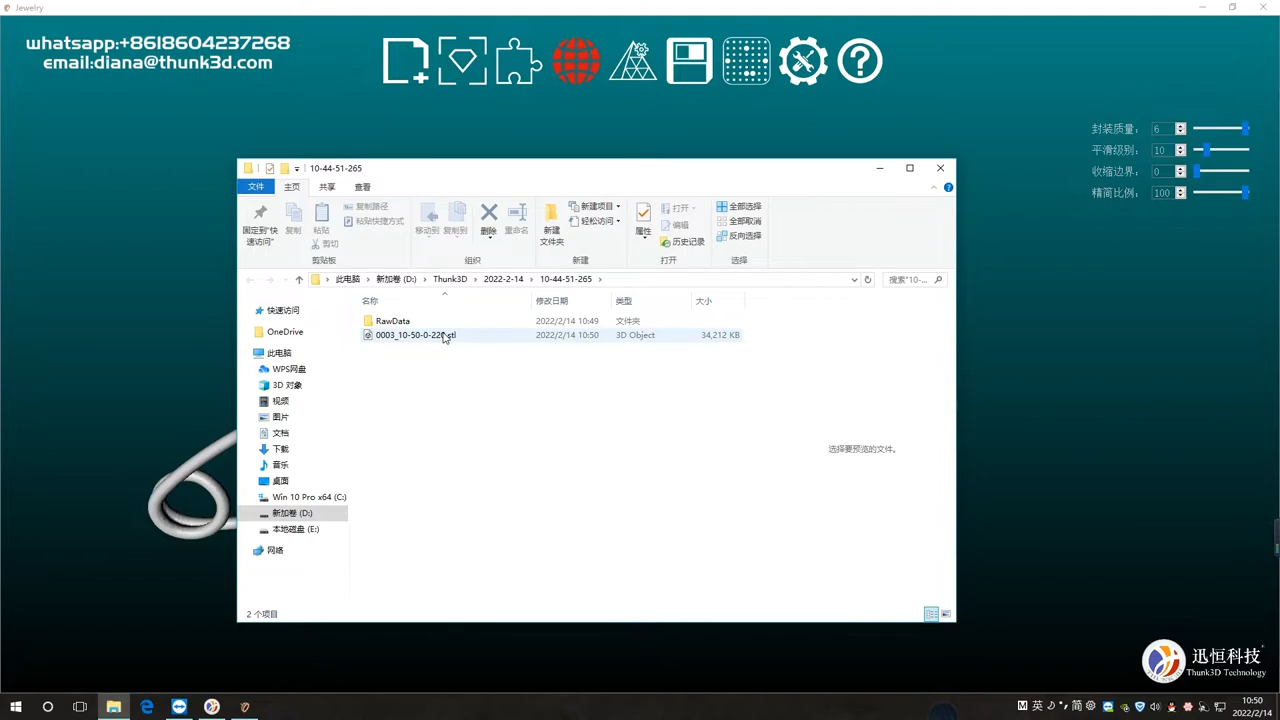 Jewelry
whatsapp:+8618604237268
email:diana@thunk3d.com
封装质量: 6
平滑级别: 10
收缩边界: 0
精简比例: 100
10-44-51-265
文件 主页 共享 查看
固定到"快速访问"
复制
粘贴
复制路径
粘贴快捷方式
剪切
剪贴板
移动到
复制到
删除
重命名
组织
新建文件夹
新建项目
轻松访问
新建
属性
打开
编辑
历史记录
打开
全部选择
全部取消
反向选择
选择
此电脑 新加卷 (D:) Thunk3D 2022-2-14 10-44-51-265
搜索"10-...
名称 修改日期 类型 大小
RawData 2022/2/14 10:49 文件夹
2022/2/14 10:50 3D Object 34,212 KB
快速访问
OneDrive
此电脑
WPS网盘
3D 对象
视频
图片
文档
下载
音乐
桌面
Win 10 Pro x64 (C:)
新加卷 (D:)
本地磁盘 (E:)
网络
选择要预览的文件。
2 个项目
迅恒科技
Thunk3D Technology
M 英 简
10:50
2022/2/14